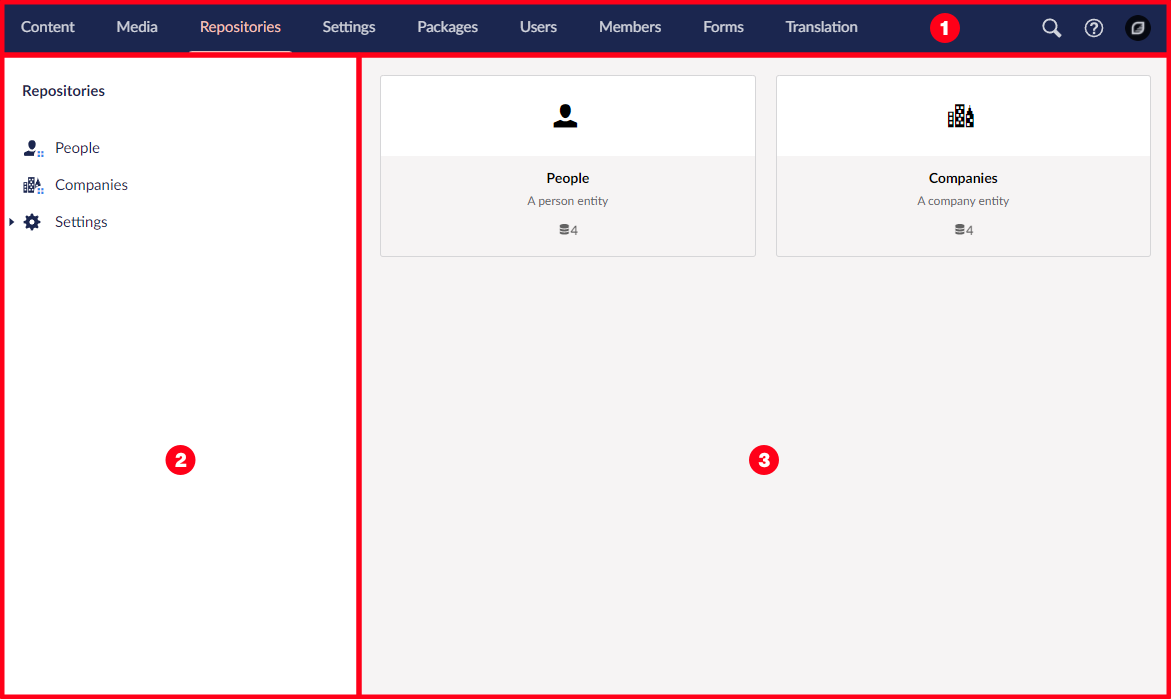 Content Media Repositories Settings Packages Users Members Forms Translation 1
Repositories
People
Companies
Settings
2
People
A person entity
4
Companies
A company entity
4
3